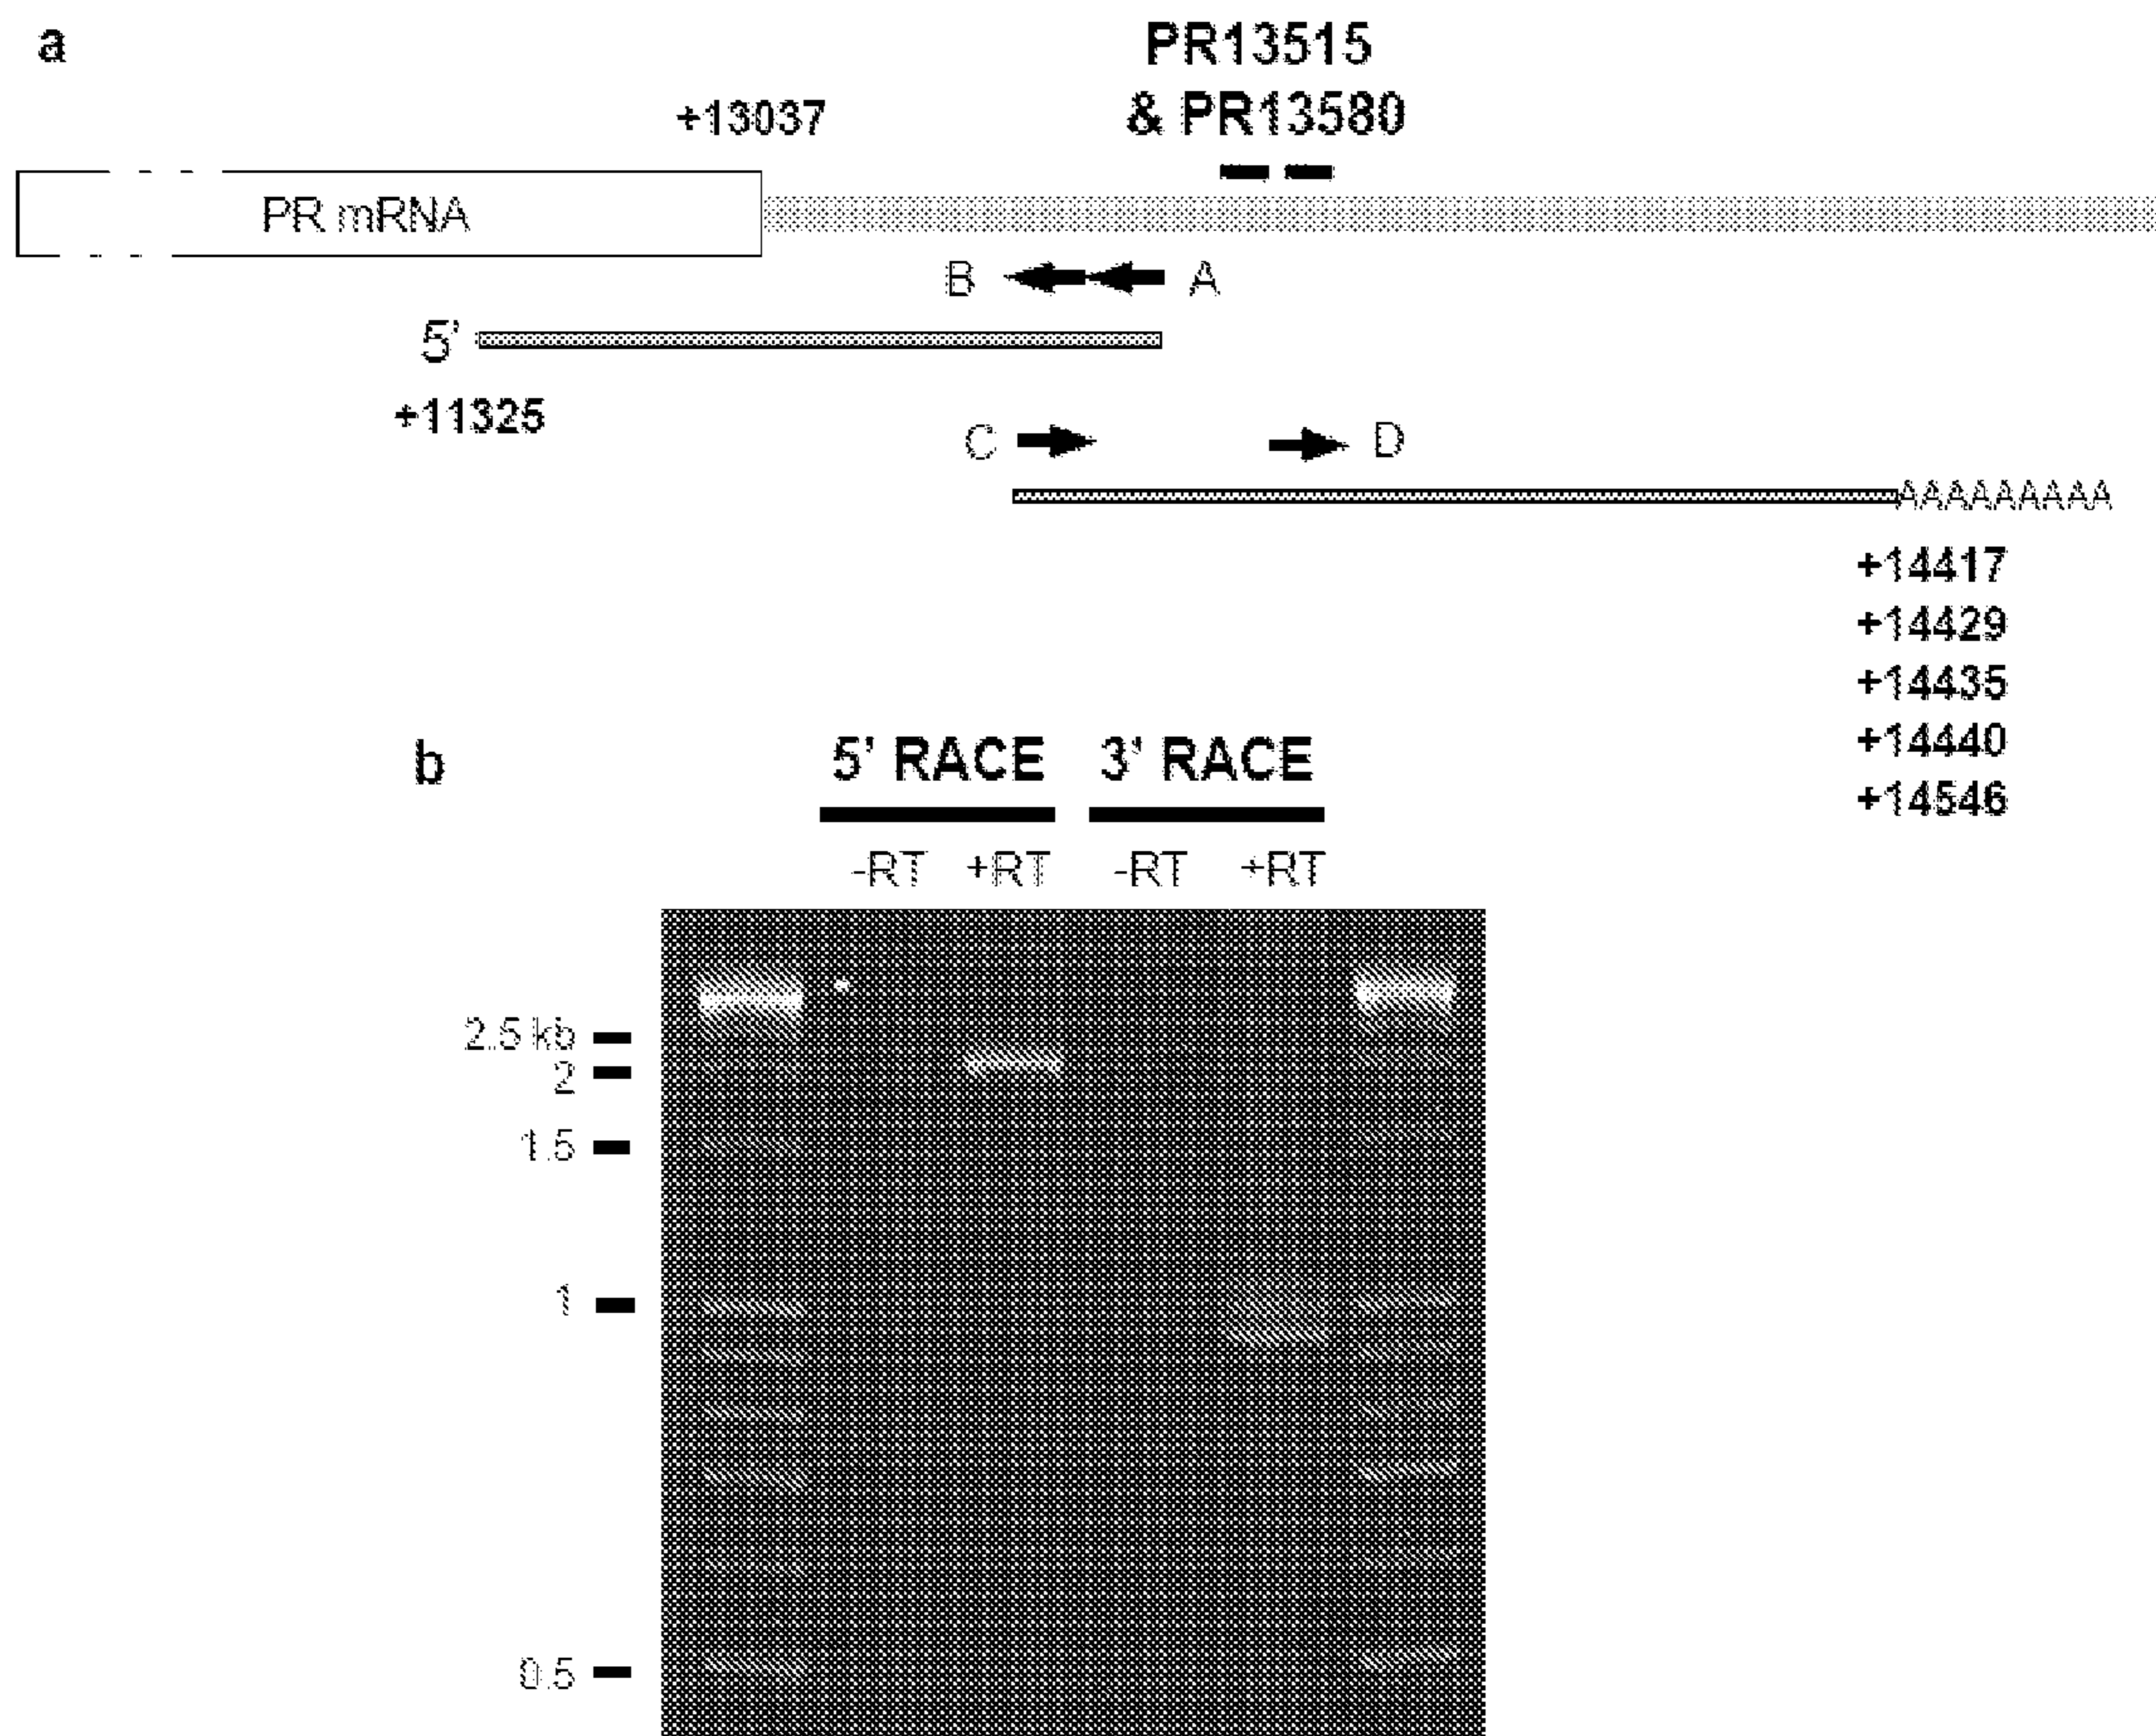 a
PR13515
& PR13580
+13037
PR mRNA
B
A
5'
+11325
C
D
AAAAAAAAA
+14417
+14429
+14435
+14440
+14546
b
5' RACE 3' RACE
-RT +RT -RT +RT
2.5 kb
2
1.5
1
0.5